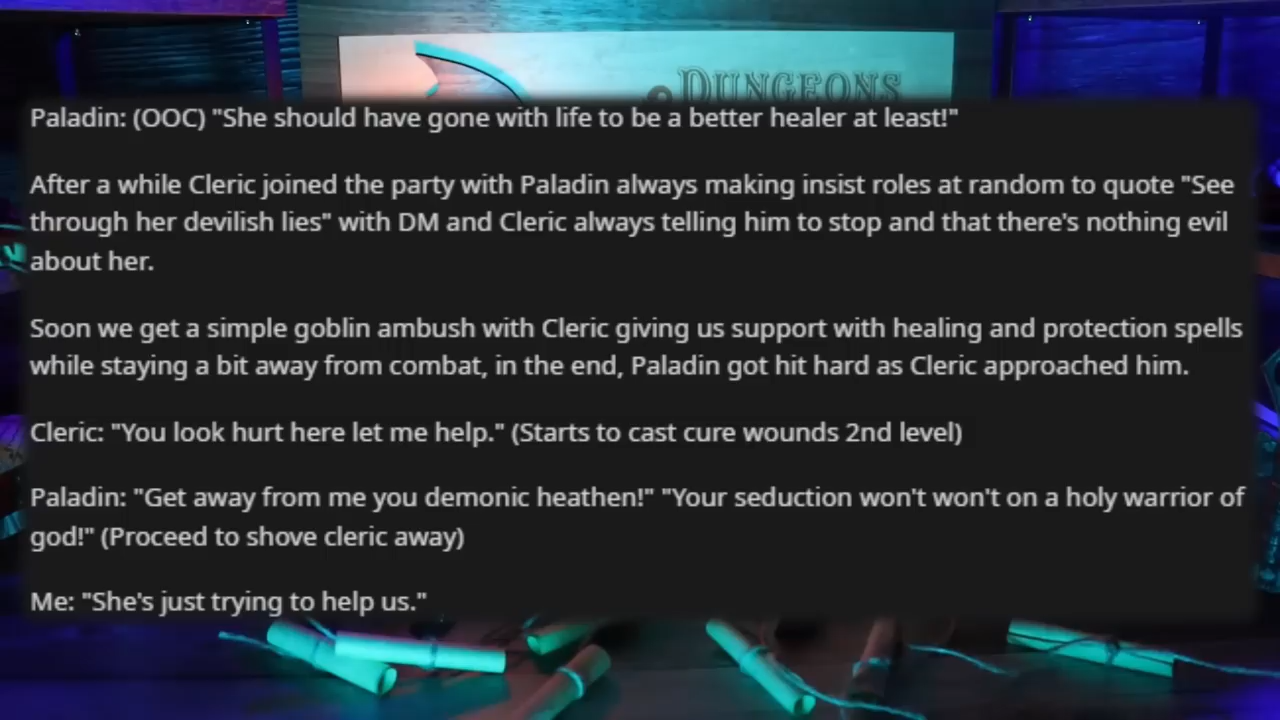 DUNGEONS
Paladin: (OOC) "She should have gone with life to be a better healer at least!"
After a while Cleric joined the party with Paladin always making insist roles at random to quote "See
through her devilish lies" with DM and Cleric always telling him to stop and that there's nothing evil
about her.
Soon we get a simple goblin ambush with Cleric giving us support with healing and protection spells
while staying a bit away from combat, in the end, Paladin got hit hard as Cleric approached him.
Cleric: "You look hurt here let me help." (Starts to cast cure wounds 2nd level)
Paladin: "Get away from me you demonic heathen!" "Your seduction won't won't on a holy warrior of
god!" (Proceed to shove cleric away)
Me: "She's just trying to help us."